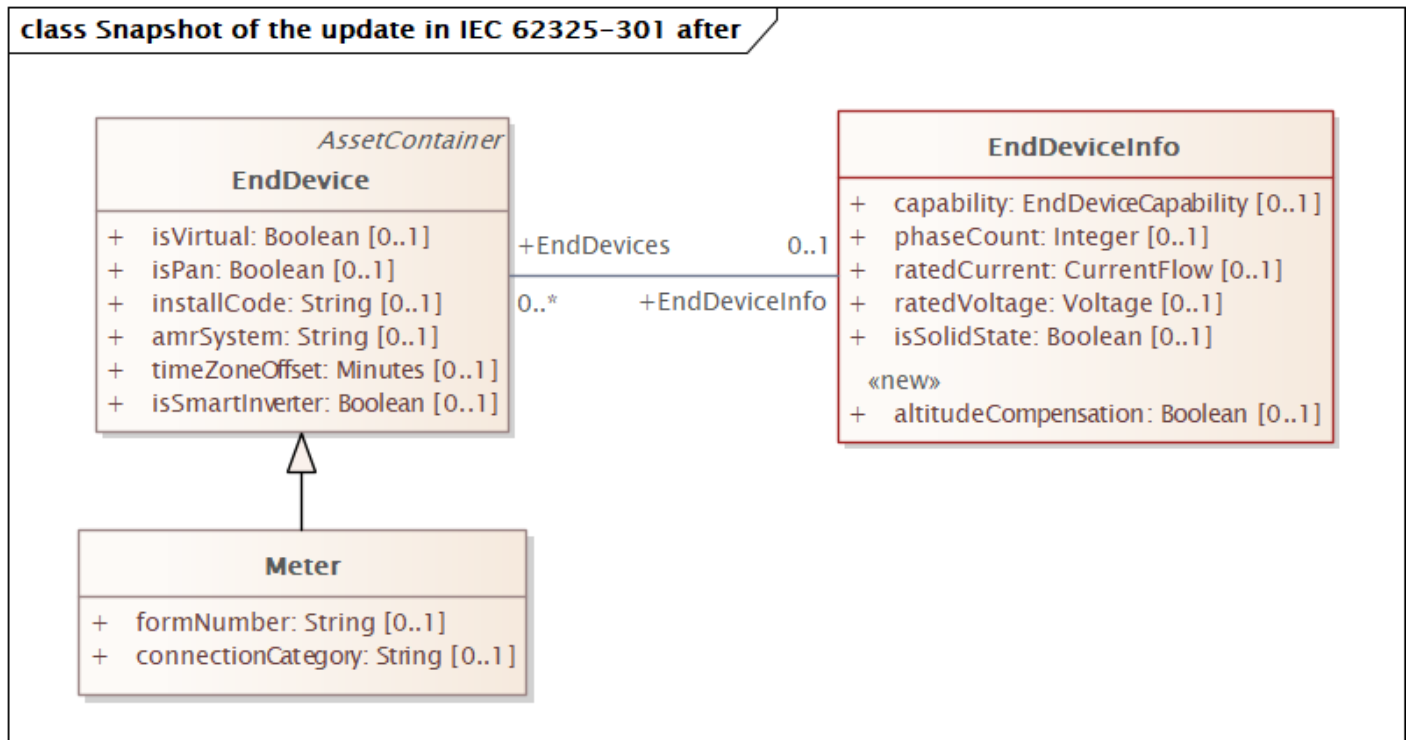 class Snapshot of the update in IEC 62325-301 after
AssetContainer
EndDevice
+ isVirtual: Boolean [0..1]
+ isPan: Boolean [0..1]
+ installCode: String [0..1]
+ amrSystem: String [0..1]
+ timeZoneOffset: Minutes [0..1]
+ isSmartInverter: Boolean [0..1]
+EndDevices 0..1
0..* +EndDeviceInfo
EndDeviceInfo
+ capability: EndDeviceCapability [0..1]
+ phaseCount: Integer [0..1]
+ ratedCurrent: CurrentFlow [0..1]
+ ratedVoltage: Voltage [0..1]
+ isSolidState: Boolean [0..1]
«new»
+ altitudeCompensation: Boolean [0..1]
Meter
+ formNumber: String [0..1]
+ connectionCategory: String [0..1]